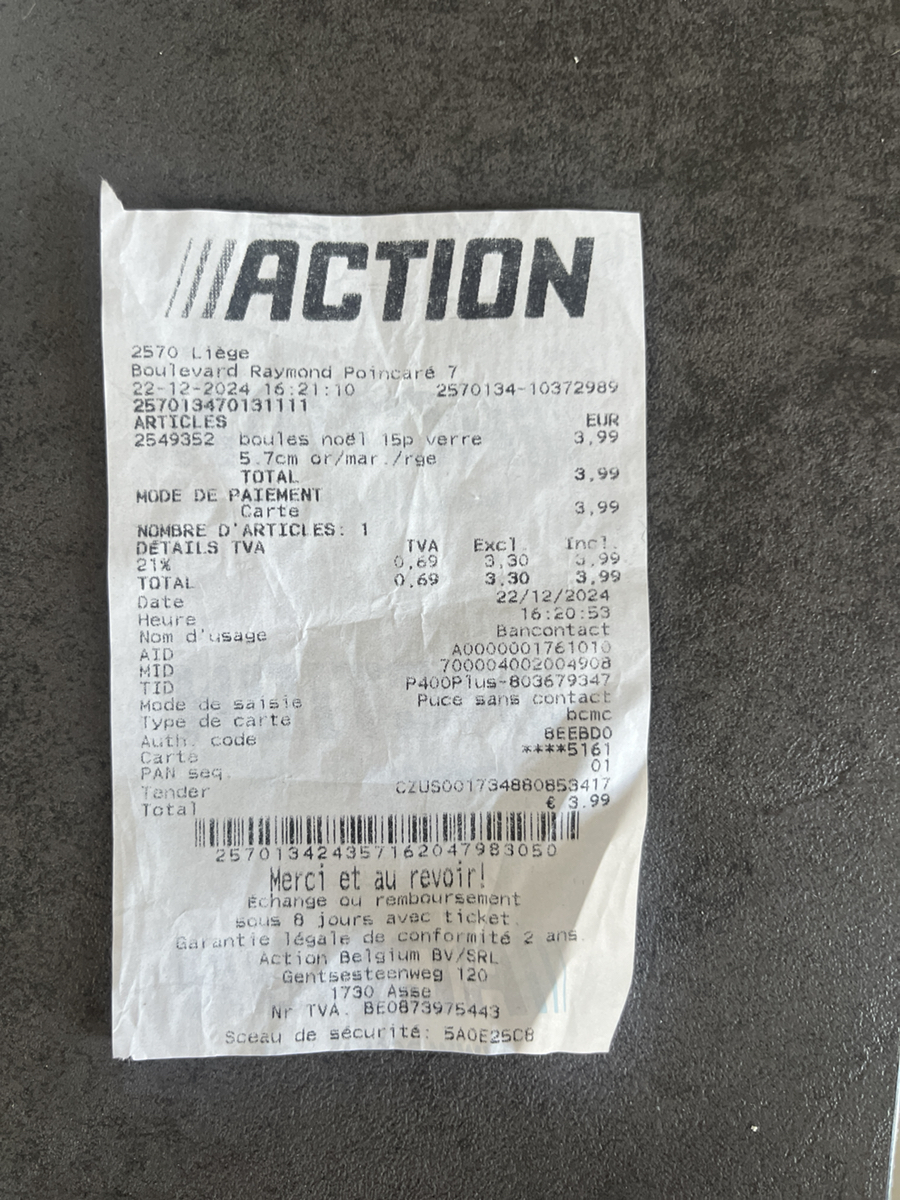 ACTION
2570 Liège
Boulevard Raymond Poincaré 7
22-12-2024 16:21:10 2570134-10372989
257013470131111
ARTICLES EUR
2549352 boules noël 15p verre 3,99
5.7cm or/mar./rge
TOTAL 3,99
MODE DE PAIEMENT
Carte 3,99
NOMBRE D'ARTICLES: 1
DÉTAILS TVA TVA Excl. Incl.
21% 0,69 3,30 3,99
TOTAL 0,69 3,30 3,99
Date 22/12/2024
Heure 16:20:53
Nom d'usage Bancontact
AID A0000001761010
MID 700004002004908
TID P400Plus-803679347
Mode de saisie Puce sans contact
Type de carte bcmc
Auth. code 8EEBD0
Carte ****5161
PAN seq. 01
Tender CZUS001734880853417
Total € 3.99
257013424357162047983050
Merci et au revoir!
Échange ou remboursement
sous 8 jours avec ticket.
Garantie légale de conformité 2 ans.
Action Belgium BV/SRL
Gentsesteenweg 120
1730 Asse
Nr TVA. BE0873975443
Sceau de sécurité: 5A0E25C8